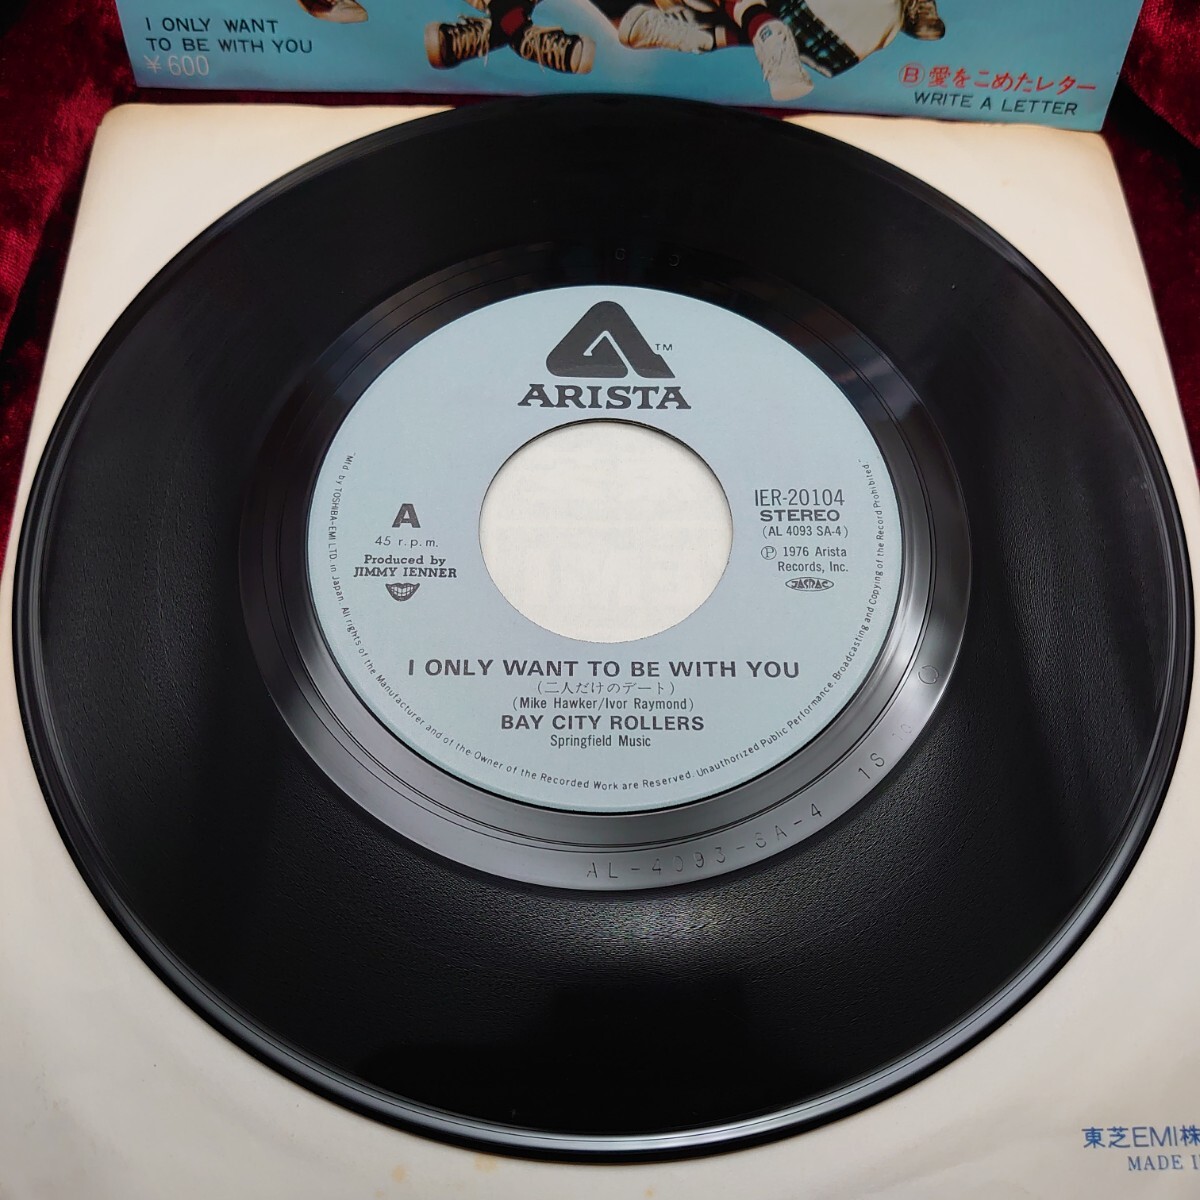 I ONLY WANT
TO BE WITH YOU
¥600
Ⓑ愛をこめたレター
WRITE A LETTER
ARISTA
TM
A
45 r.p.m.
Produced by
JIMMY IENNER
IER-20104
STEREO
(AL 4093 SA-4)
Ⓟ 1976 Arista
Records, Inc.
JASRAC
I ONLY WANT TO BE WITH YOU
(二人だけのデート)
(Mike Hawker/Ivor Raymond)
BAY CITY ROLLERS
Springfield Music
"Mfd by TOSHIBA-EMI LTD. in Japan. All rights of the Manufacturer and of the Owner of the Recorded Work are Reserved. Unauthorized Public Performance, Broadcasting and Copying of the Record Prohibited."
AL-4093-SA-4 1S
東芝EMI株
MADE I